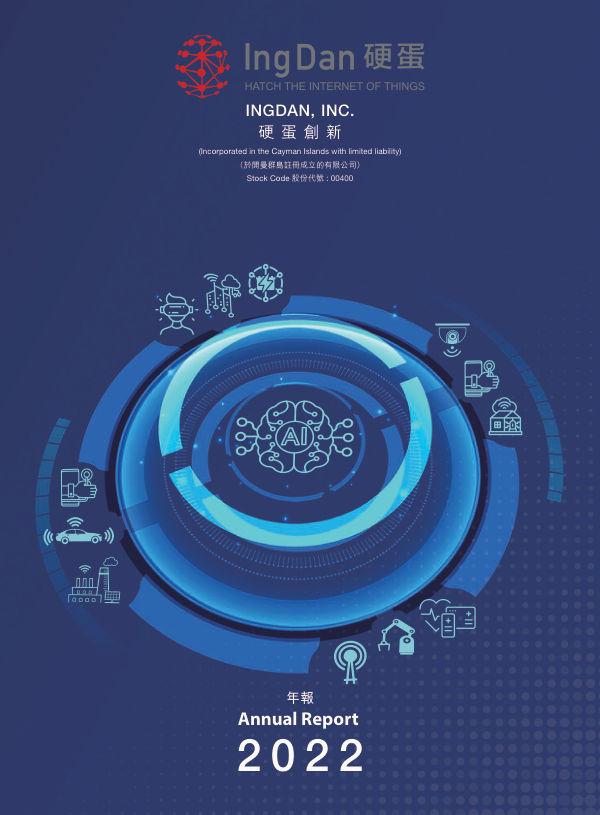 IngDan 硬蛋
HATCH THE INTERNET OF THINGS
INGDAN, INC.
硬蛋創新
(Incorporated in the Cayman Islands with limited liability)
（於開曼群島註冊成立的有限公司）
Stock Code 股份代號 : 00400
AI
年報
Annual Report
2022